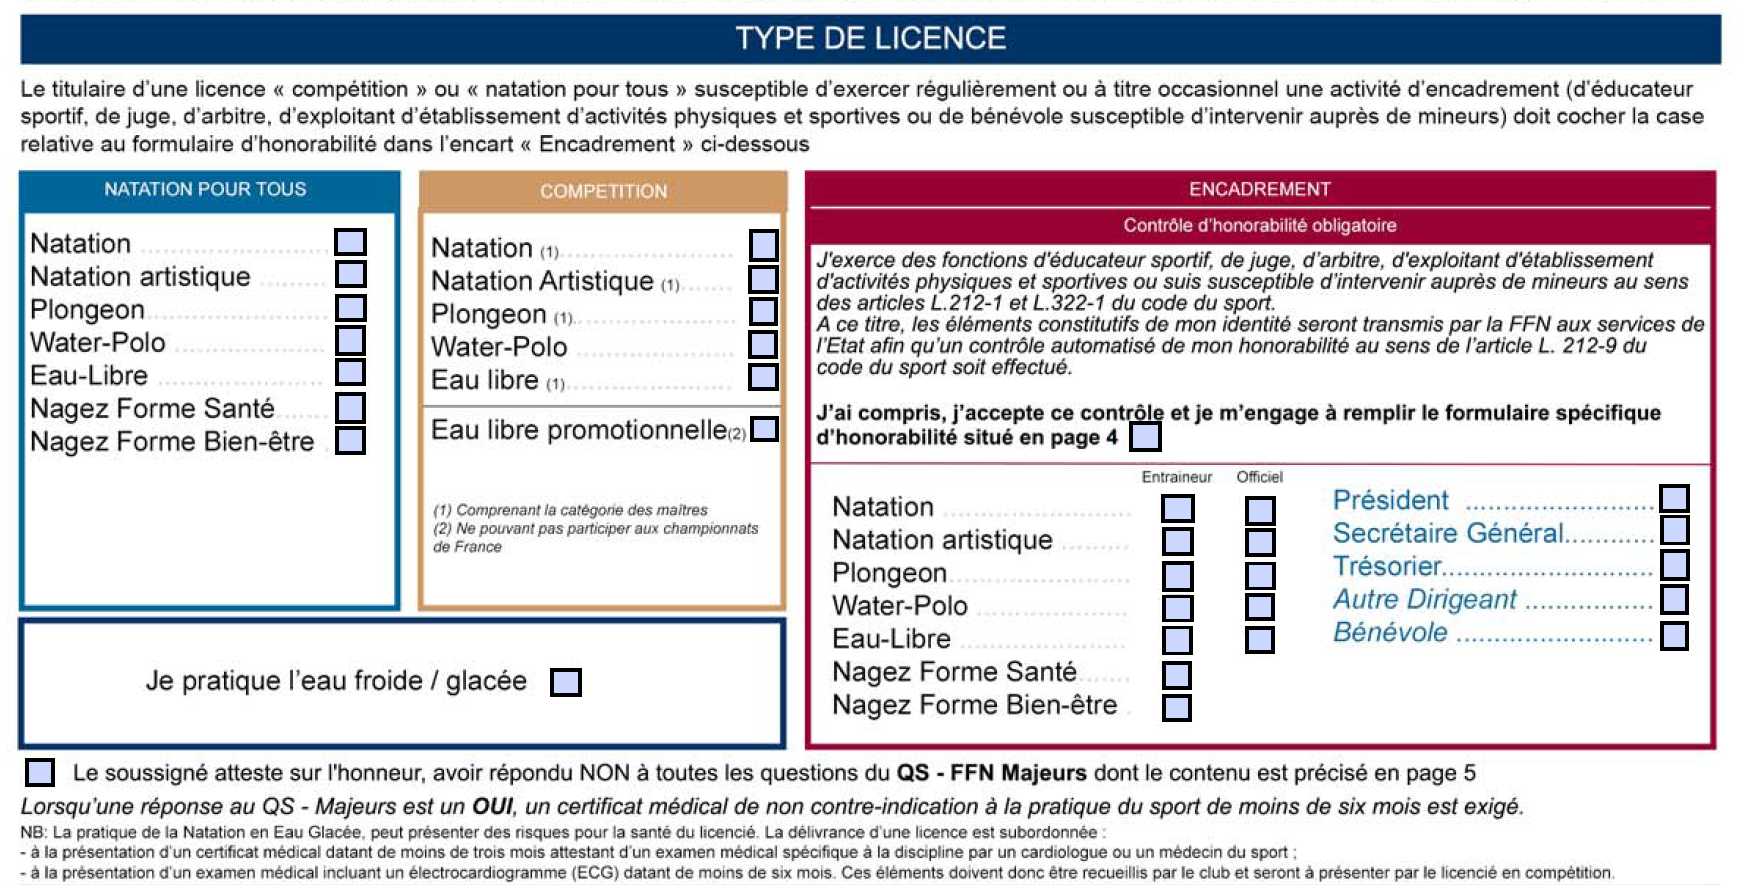 TYPE DE LICENCE
Le titulaire d'une licence « compétition » ou « natation pour tous » susceptible d'exercer régulièrement ou à titre occasionnel une activité d'encadrement (d'éducateur
sportif, de juge, d'arbitre, d'exploitant d'établissement d'activités physiques et sportives ou de bénévole susceptible d'intervenir auprès de mineurs) doit cocher la case
relative au formulaire d'honorabilité dans l'encart « Encadrement » ci-dessous
NATATION POUR TOUS
Natation
Natation artistique
Plongeon
Water-Polo
Eau-Libre
Nagez Forme Santé
Nagez Forme Bien-être
COMPETITION
Natation (1)
Natation Artistique (1)
Plongeon (1)
Water-Polo
Eau libre (1)
Eau libre promotionnelle(2)
(1) Comprenant la catégorie des maîtres
(2) Ne pouvant pas participer aux championnats
de France
ENCADREMENT
Contrôle d'honorabilité obligatoire
J'exerce des fonctions d'éducateur sportif, de juge, d'arbitre, d'exploitant d'établissement
d'activités physiques et sportives ou suis susceptible d'intervenir auprès de mineurs au sens
des articles L.212-1 et L.322-1 du code du sport.
A ce titre, les éléments constitutifs de mon identité seront transmis par la FFN aux services de
l'Etat afin qu'un contrôle automatisé de mon honorabilité au sens de l'article L. 212-9 du
code du sport soit effectué.
J'ai compris, j'accepte ce contrôle et je m'engage à remplir le formulaire spécifique
d'honorabilité situé en page 4
Entraineur Officiel
Natation
Natation artistique
Plongeon
Water-Polo
Eau-Libre
Nagez Forme Santé
Nagez Forme Bien-être
Président
Secrétaire Général
Trésorier
Autre Dirigeant
Bénévole
Je pratique l'eau froide / glacée
Le soussigné atteste sur l'honneur, avoir répondu NON à toutes les questions du QS - FFN Majeurs dont le contenu est précisé en page 5
Lorsqu'une réponse au QS - Majeurs est un OUI, un certificat médical de non contre-indication à la pratique du sport de moins de six mois est exigé.
NB: La pratique de la Natation en Eau Glacée, peut présenter des risques pour la santé du licencié. La délivrance d'une licence est subordonnée :
- à la présentation d'un certificat médical datant de moins de trois mois attestant d'un examen médical spécifique à la discipline par un cardiologue ou un médecin du sport ;
- à la présentation d'un examen médical incluant un électrocardiogramme (ECG) datant de moins de six mois. Ces éléments doivent donc être recueillis par le club et seront à présenter par le licencié en compétition.